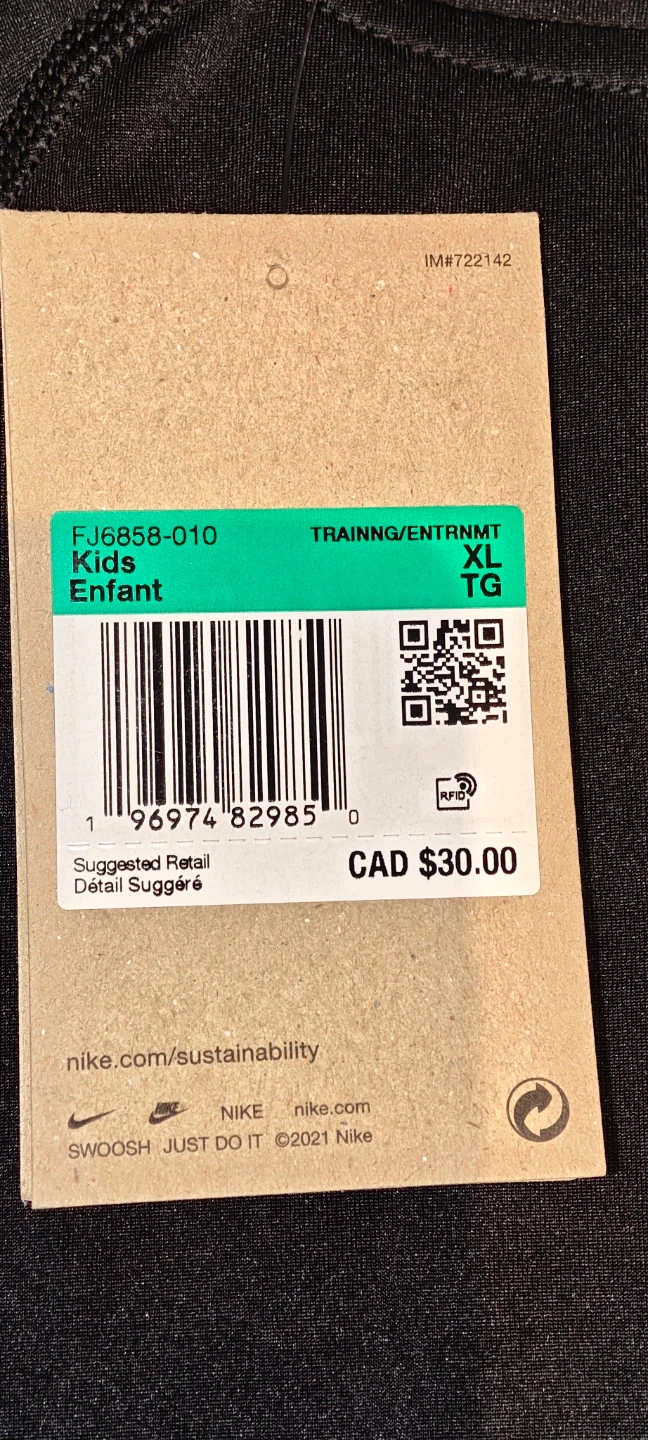 IM#722142
FJ6858-010 TRAINNG/ENTRNMT
Kids XL
Enfant TG
RFID
1 96974 82985 0
Suggested Retail CAD $30.00
Détail Suggéré
nike.com/sustainability
NIKE NIKE nike.com
SWOOSH JUST DO IT ©2021 Nike